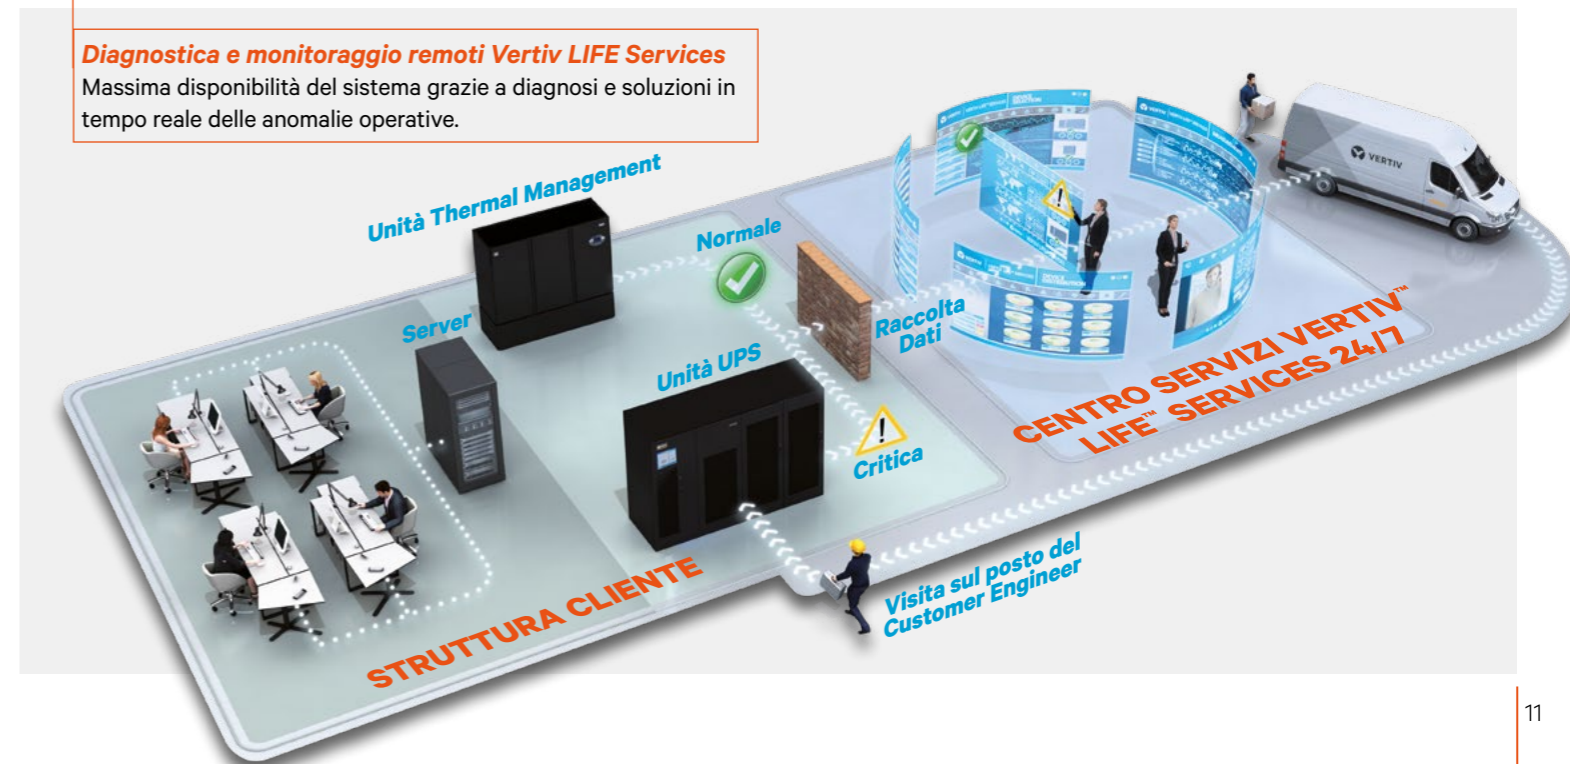 Diagnostica e monitoraggio remoti Vertiv LIFE Services
Massima disponibilità del sistema grazie a diagnosi e soluzioni in
tempo reale delle anomalie operative.
Unità Thermal Management
Normale
Server
Unità UPS
Raccolta
Dati
Critica
VERTIV
DEVICE
DISTRIBUTION
CENTRO SERVIZI VERTIV™
LIFE™ SERVICES 24/7
STRUTTURA CLIENTE
Visita sul posto del
Customer Engineer
11